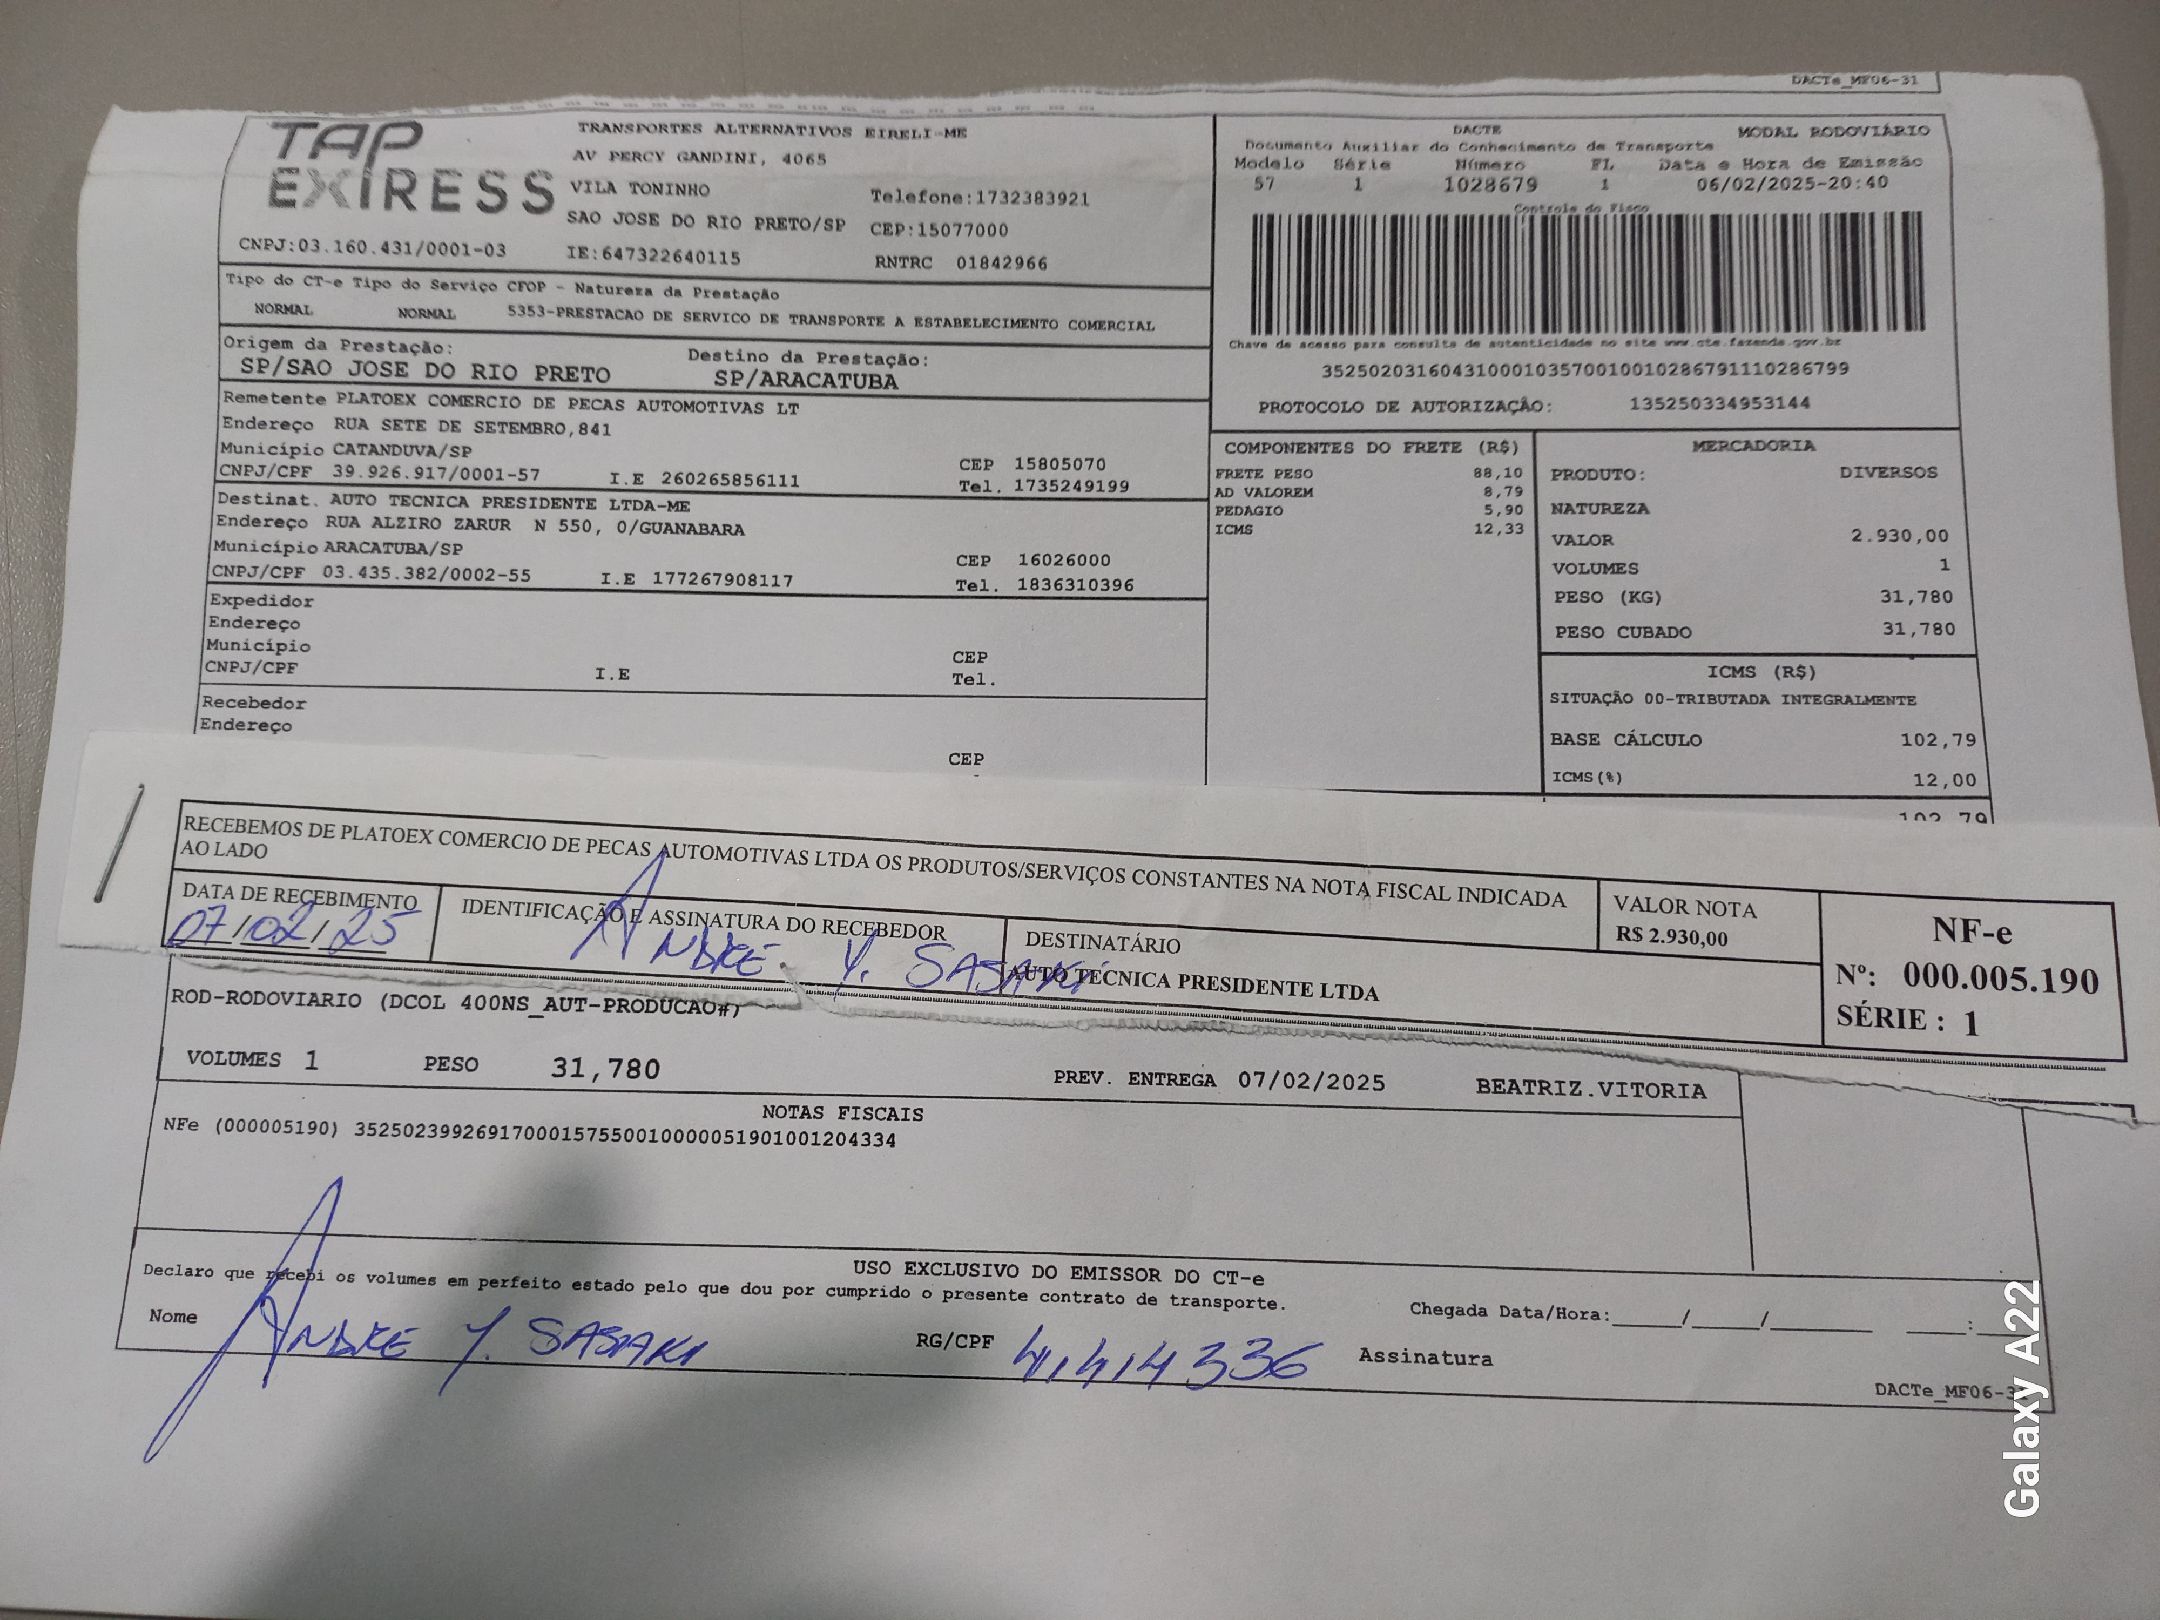 DACTe_MF06-31
TAP
EXPRESS
TRANSPORTES ALTERNATIVOS EIRELI-ME
AV PERCY GANDINI, 4065
VILA TONINHO
Telefone:1732383921
SAO JOSE DO RIO PRETO/SP CEP:15077000
CNPJ:03.160.431/0001-03 IE:647322640115 RNTRC 01842966
DACTE MODAL RODOVIÁRIO
Documento Auxiliar do Conhecimento de Transporte
Modelo Série Número FL Data e Hora de Emissão
57 1 1028679 1 06/02/2025-20:40
Controle do Fisco
Chave de acesso para consulta de autenticidade no site www.cte.fazenda.gov.br
35250203160431000103570010010286791110286799
PROTOCOLO DE AUTORIZAÇÃO: 135250334953144
Tipo do CT-e Tipo do Serviço CFOP - Natureza da Prestação
NORMAL NORMAL 5353-PRESTACAO DE SERVICO DE TRANSPORTE A ESTABELECIMENTO COMERCIAL
Origem da Prestação: Destino da Prestação:
SP/SAO JOSE DO RIO PRETO SP/ARACATUBA
Remetente PLATOEX COMERCIO DE PECAS AUTOMOTIVAS LT
Endereço RUA SETE DE SETEMBRO,841
Município CATANDUVA/SP CEP 15805070
CNPJ/CPF 39.926.917/0001-57 I.E 260265856111 Tel. 1735249199
Destinat. AUTO TECNICA PRESIDENTE LTDA-ME
Endereço RUA ALZIRO ZARUR N 550, 0/GUANABARA
Município ARACATUBA/SP CEP 16026000
CNPJ/CPF 03.435.382/0002-55 I.E 177267908117 Tel. 1836310396
Expedidor
Endereço
Município CEP
CNPJ/CPF I.E Tel.
Recebedor
Endereço
CEP
COMPONENTES DO FRETE (R$)
FRETE PESO 88,10
AD VALOREM 8,79
PEDAGIO 5,90
ICMS 12,33
MERCADORIA
PRODUTO: DIVERSOS
NATUREZA
VALOR 2.930,00
VOLUMES 1
PESO (KG) 31,780
PESO CUBADO 31,780
ICMS (R$)
SITUAÇÃO 00-TRIBUTADA INTEGRALMENTE
BASE CÁLCULO 102,79
ICMS(%) 12,00
102,79
RECEBEMOS DE PLATOEX COMERCIO DE PECAS AUTOMOTIVAS LTDA OS PRODUTOS/SERVIÇOS CONSTANTES NA NOTA FISCAL INDICADA
AO LADO
DATA DE RECEBIMENTO
07/02/25
IDENTIFICAÇÃO E ASSINATURA DO RECEBEDOR
ANDRE Y. SASAKI
DESTINATÁRIO
AUTO TECNICA PRESIDENTE LTDA
VALOR NOTA
R$ 2.930,00
NF-e
Nº: 000.005.190
SÉRIE : 1
ROD-RODOVIARIO (DCOL 400NS_AUT-PRODUCAO#)
VOLUMES 1 PESO 31,780 PREV. ENTREGA 07/02/2025 BEATRIZ.VITORIA
NOTAS FISCAIS
NFe (000005190) 35250239926917000157550010000051901001204334
USO EXCLUSIVO DO EMISSOR DO CT-e
Declaro que recebi os volumes em perfeito estado pelo que dou por cumprido o presente contrato de transporte.
Chegada Data/Hora:_____/_____/_______ ____:___
Nome ANDRE Y. SASAKI RG/CPF 41414336 Assinatura
DACTe_MF06-31
Galaxy A22